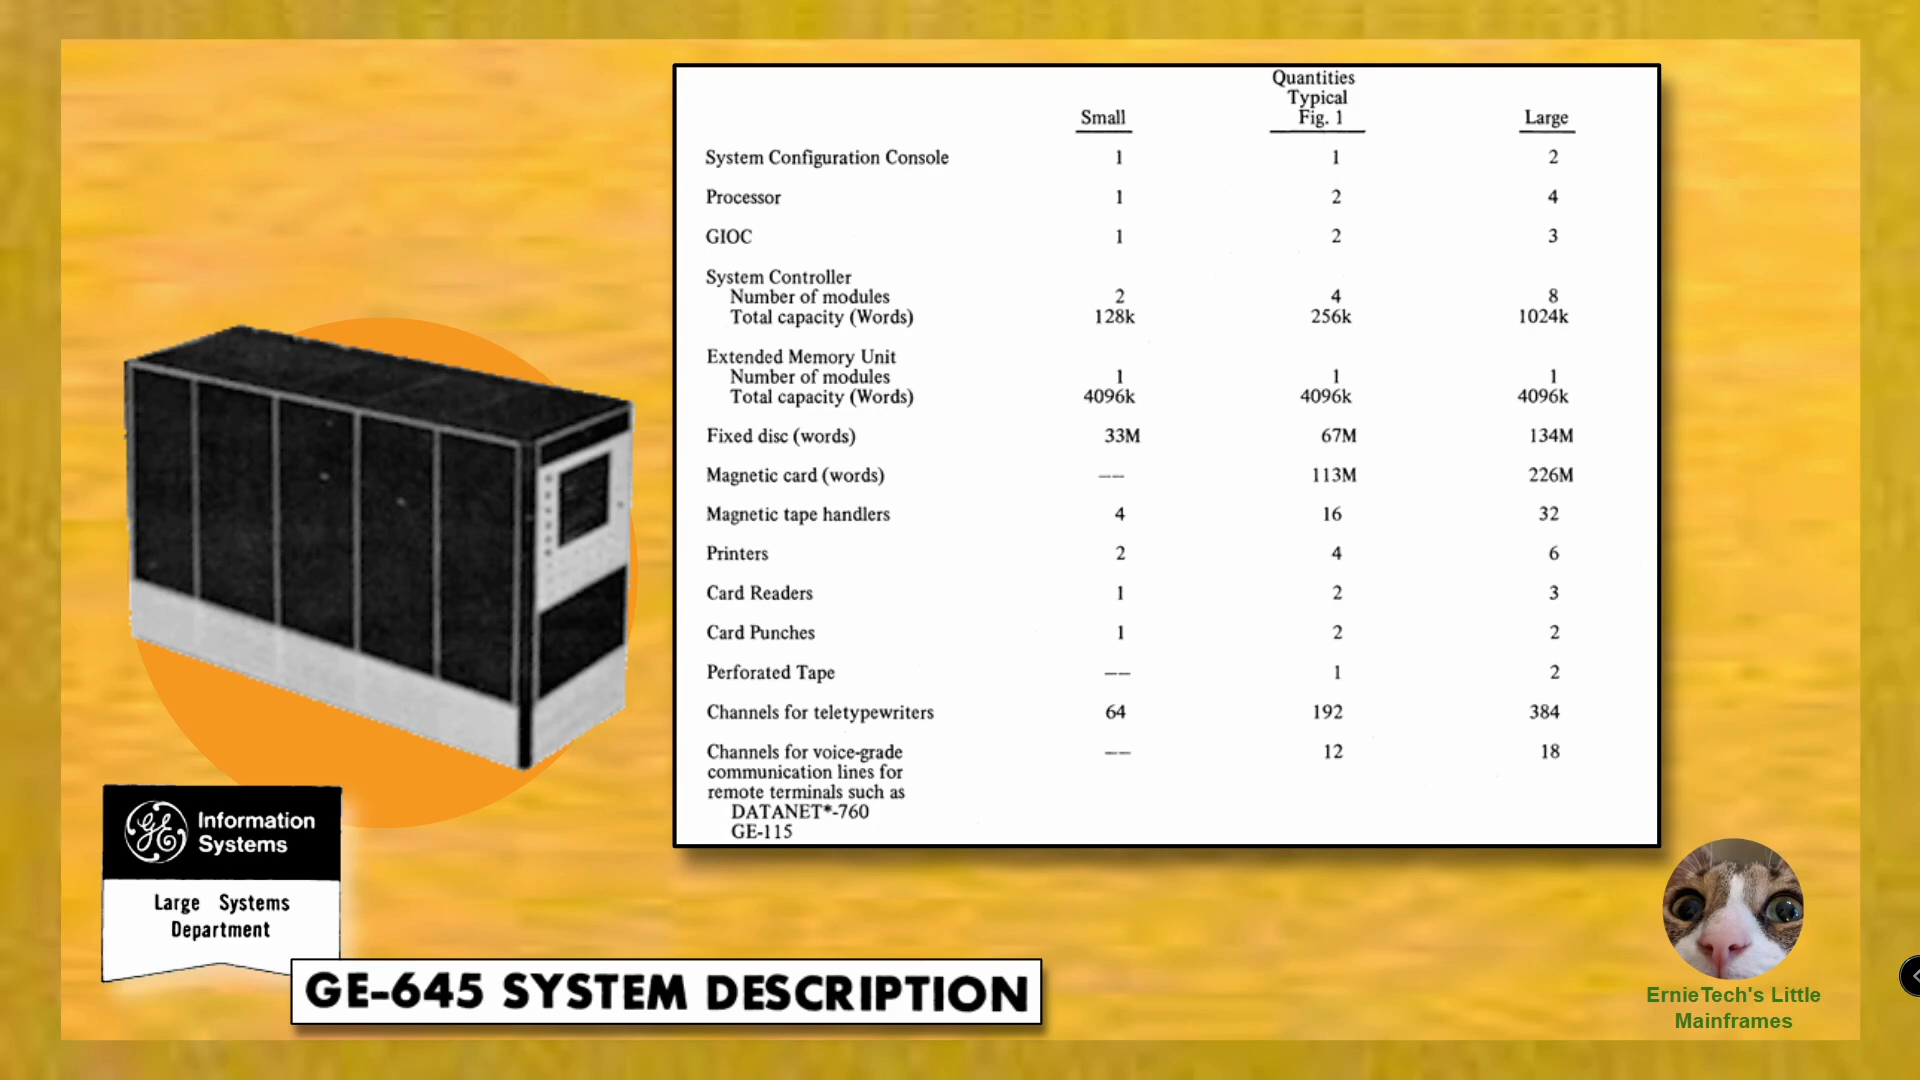 Quantities
Typical
Small Fig. 1 Large
System Configuration Console 1 1 2
Processor 1 2 4
GIOC 1 2 3
System Controller
Number of modules 2 4 8
Total capacity (Words) 128k 256k 1024k
Extended Memory Unit
Number of modules 1 1 1
Total capacity (Words) 4096k 4096k 4096k
Fixed disc (words) 33M 67M 134M
Magnetic card (words) –– 113M 226M
Magnetic tape handlers 4 16 32
Printers 2 4 6
Card Readers 1 2 3
Card Punches 1 2 2
Perforated Tape –– 1 2
Channels for teletypewriters 64 192 384
Channels for voice-grade –– 12 18
communication lines for
remote terminals such as
DATANET*-760
GE-115
GE Information
Systems
Large Systems
Department
GE-645 SYSTEM DESCRIPTION
ErnieTech's Little
Mainframes